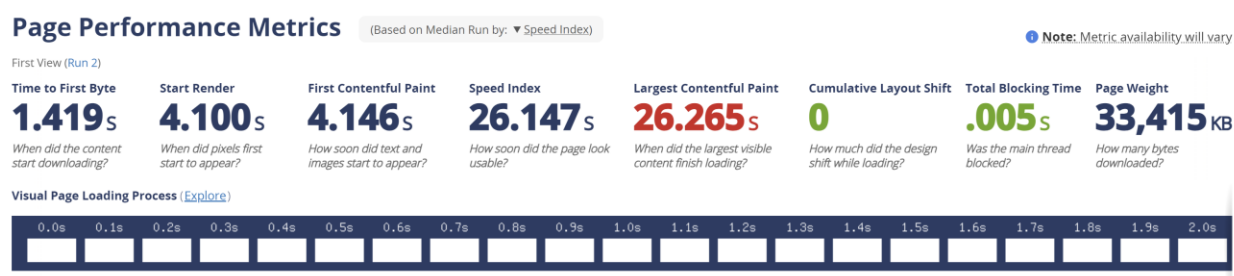 Page Performance Metrics (Based on Median Run by: ▼ Speed Index)
Note: Metric availability will vary
First View (Run 2)
Time to First Byte
1.419s
When did the content
start downloading?
Start Render
4.100s
When did pixels first
start to appear?
First Contentful Paint
4.146s
How soon did text and
images start to appear?
Speed Index
26.147s
How soon did the page look
usable?
Largest Contentful Paint
26.265s
When did the largest visible
content finish loading?
Cumulative Layout Shift
0
How much did the design
shift while loading?
Total Blocking Time
.005s
Was the main thread
blocked?
Page Weight
33,415KB
How many bytes
downloaded?
Visual Page Loading Process (Explore)
0.0s 0.1s 0.2s 0.3s 0.4s 0.5s 0.6s 0.7s 0.8s 0.9s 1.0s 1.1s 1.2s 1.3s 1.4s 1.5s 1.6s 1.7s 1.8s 1.9s 2.0s